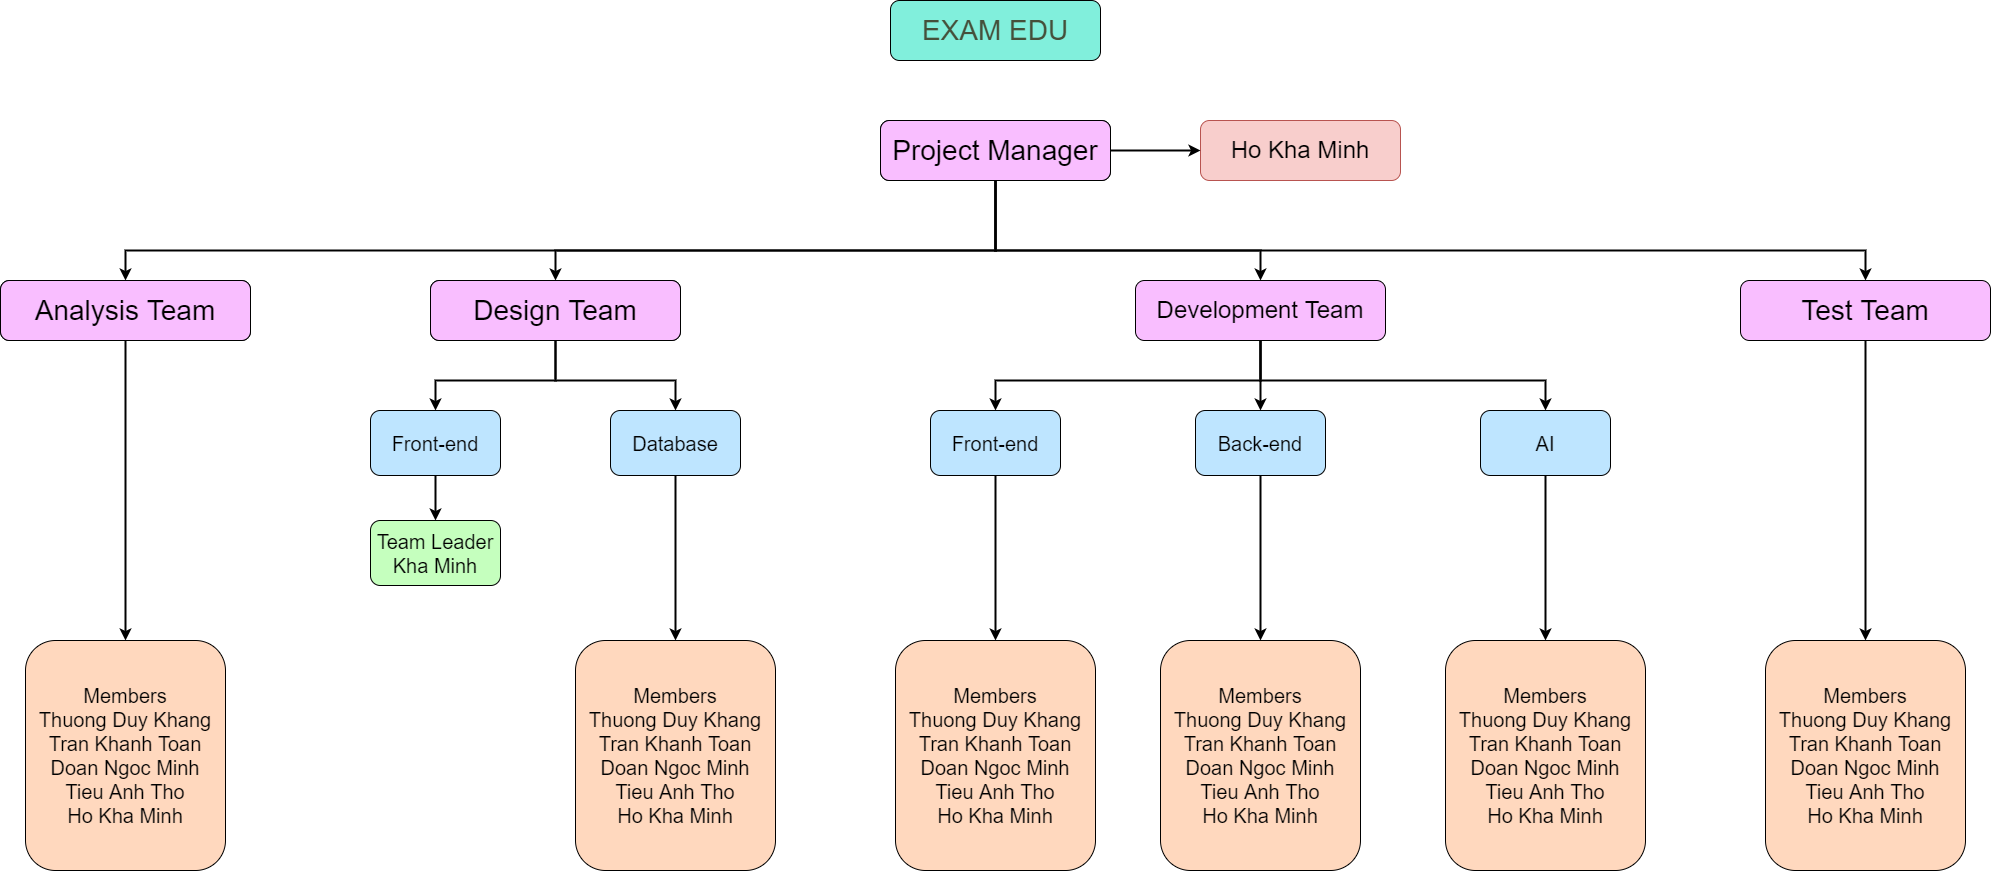 EXAM EDU
Project Manager
Ho Kha Minh
Analysis Team
Design Team
Development Team
Test Team
Front-end
Database
Front-end
Back-end
AI
Team Leader
Kha Minh
Members
Thuong Duy Khang
Tran Khanh Toan
Doan Ngoc Minh
Tieu Anh Tho
Ho Kha Minh
Members
Thuong Duy Khang
Tran Khanh Toan
Doan Ngoc Minh
Tieu Anh Tho
Ho Kha Minh
Members
Thuong Duy Khang
Tran Khanh Toan
Doan Ngoc Minh
Tieu Anh Tho
Ho Kha Minh
Members
Thuong Duy Khang
Tran Khanh Toan
Doan Ngoc Minh
Tieu Anh Tho
Ho Kha Minh
Members
Thuong Duy Khang
Tran Khanh Toan
Doan Ngoc Minh
Tieu Anh Tho
Ho Kha Minh
Members
Thuong Duy Khang
Tran Khanh Toan
Doan Ngoc Minh
Tieu Anh Tho
Ho Kha Minh